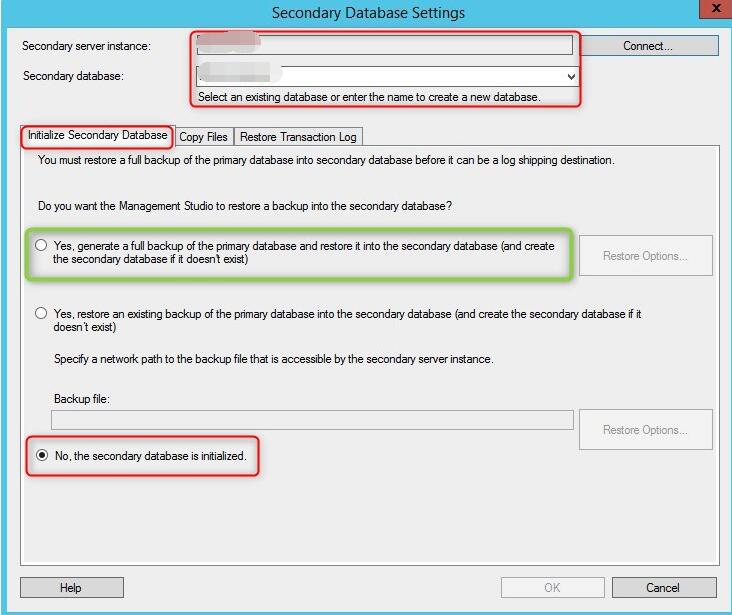 Secondary Database Settings
x
Secondary server instance:
Connect...
Secondary database:
Select an existing database or enter the name to create a new database.
Initialize Secondary Database
Copy Files
Restore Transaction Log
You must restore a full backup of the primary database into secondary database before it can be a log shipping destination.
Do you want the Management Studio to restore a backup into the secondary database?
Yes, generate a full backup of the primary database and restore it into the secondary database (and create
the secondary database if it doesn't exist)
Restore Options...
Yes, restore an existing backup of the primary database into the secondary database (and create the secondary database if it
doesn't exist)
Specify a network path to the backup file that is accessible by the secondary server instance.
Backup file:
Restore Options...
No, the secondary database is initialized.
Help
OK
Cancel